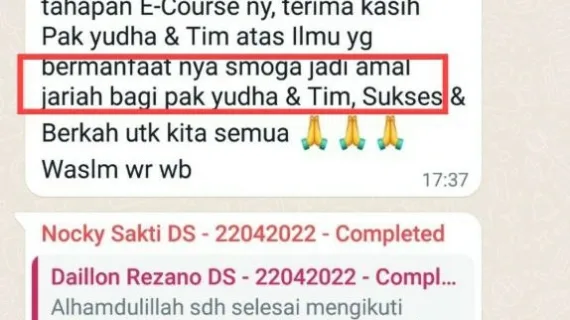 tahapan E-Course ny, terima kasih
Pak yudha & Tim atas Ilmu yg
bermanfaat nya smoga jadi amal
jariah bagi pak yudha & Tim, Sukses &
Berkah utk kita semua 🙏🙏🙏
Waslm wr wb
17:37
Nocky Sakti DS - 22042022 - Completed
Daillon Rezano DS - 22042022 - Compl...
Alhamdulillah sdh selesai mengikuti